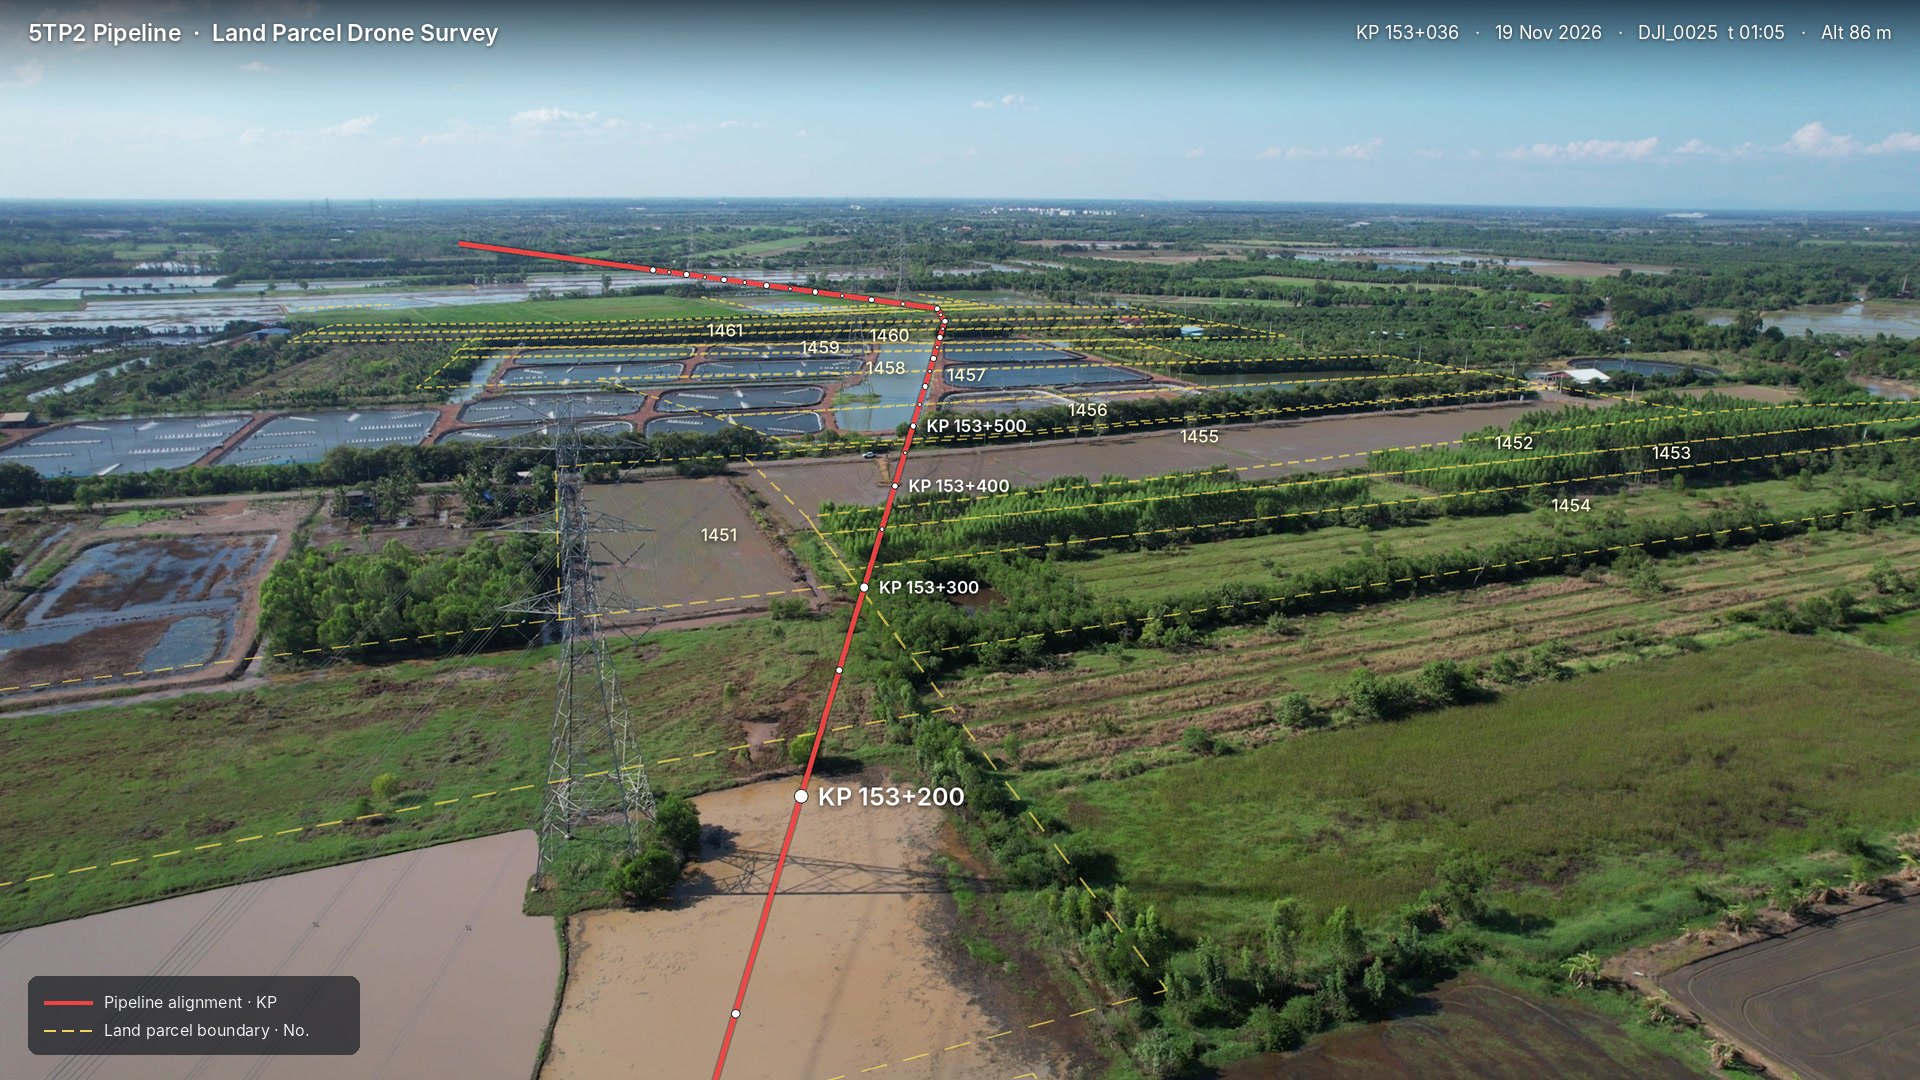 5TP2 Pipeline · Land Parcel Drone Survey
KP 153+036 · 19 Nov 2026 · DJI_0025 t 01:05 · Alt 86 m
1461
1460
1459
1458
1457
1456
KP 153+500
1455
1452
1453
KP 153+400
1454
1451
KP 153+300
KP 153+200
Pipeline alignment · KP
Land parcel boundary · No.